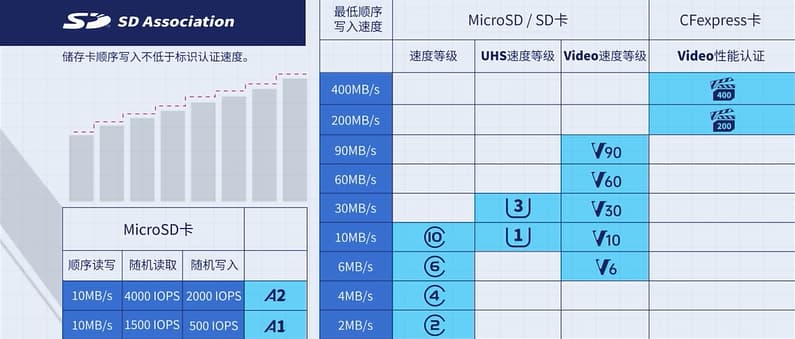 SD
SD Association
储存卡顺序写入不低于标识认证速度。
MicroSD卡
顺序读写 随机读取 随机写入
10MB/s 4000 IOPS 2000 IOPS A2
10MB/s 1500 IOPS 500 IOPS A1
最低顺序
写入速度
MicroSD / SD卡 CFexpress卡
速度等级 UHS速度等级 Video速度等级 Video性能认证
400MB/s 400
200MB/s 200
90MB/s V90
60MB/s V60
30MB/s 3 V30
10MB/s 10 1 V10
6MB/s 6 V6
4MB/s 4
2MB/s 2